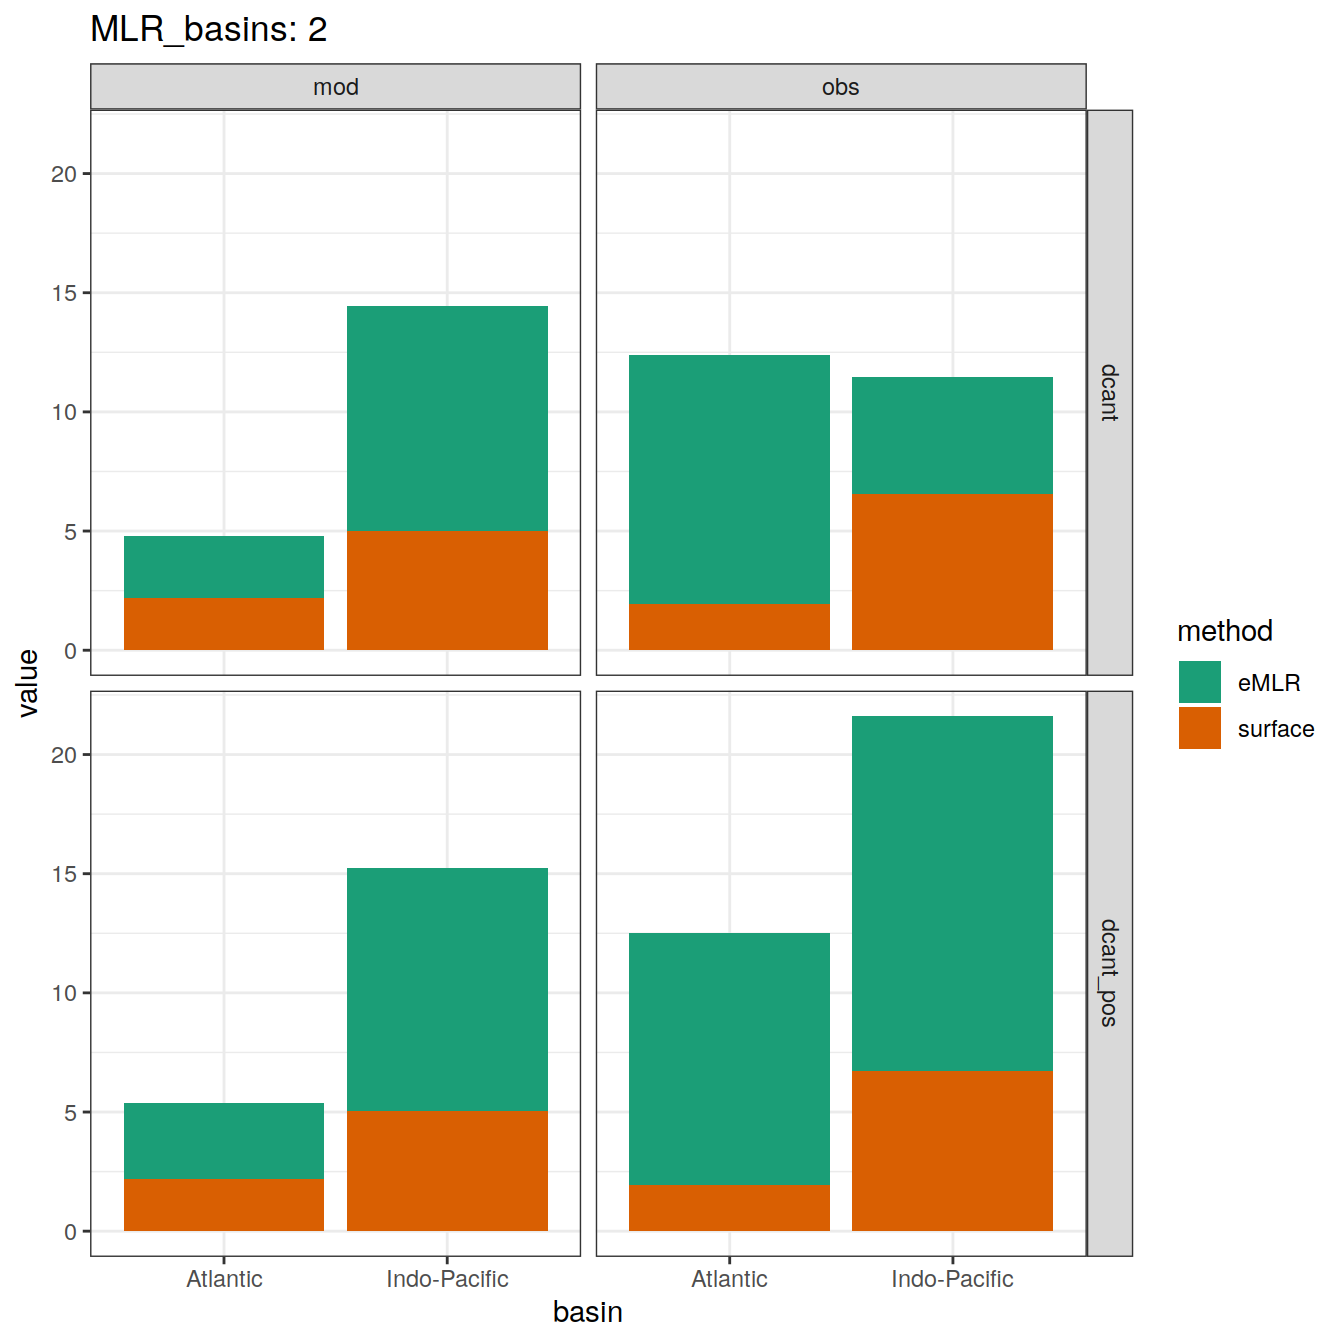 MLR_basins: 2
mod
obs
20
15
10
5
0
dcant
20
15
10
5
0
dcant_pos
value
Atlantic
Indo-Pacific
Atlantic
Indo-Pacific
basin
method
eMLR
surface